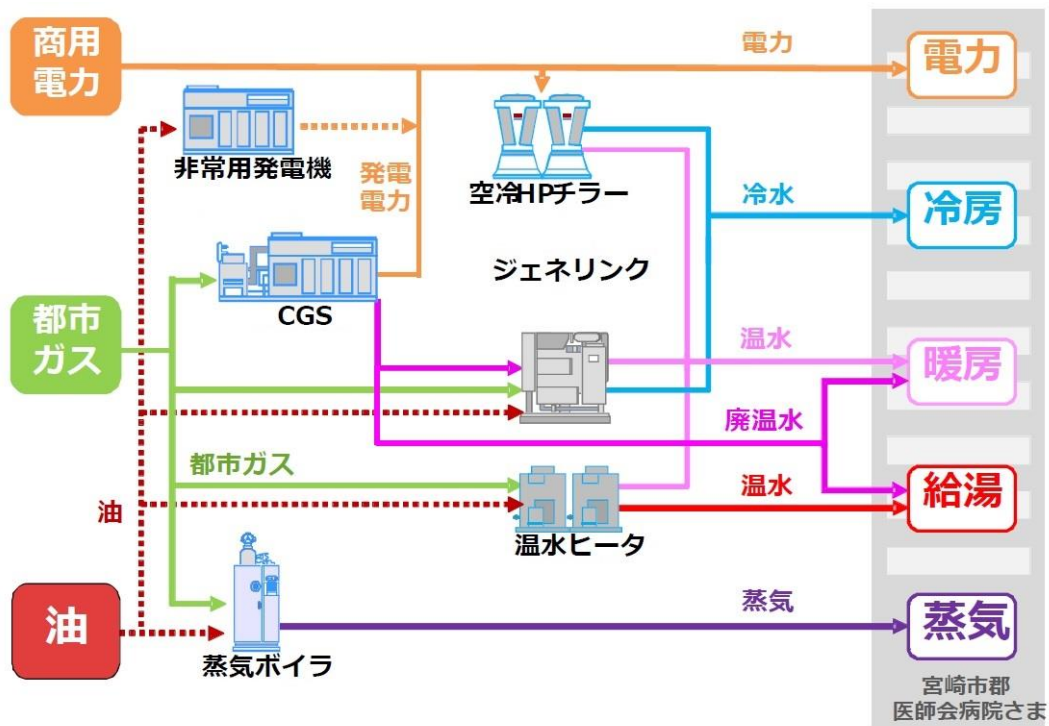 商用
電力
電力
電力
非常用発電機
発電
電力
空冷HPチラー
冷水
冷房
ジェネリンク
CGS
都市
ガス
温水
暖房
廃温水
都市ガス
温水
給湯
油
温水ヒータ
油
蒸気
蒸気
蒸気ボイラ
宮崎市郡
医師会病院さま